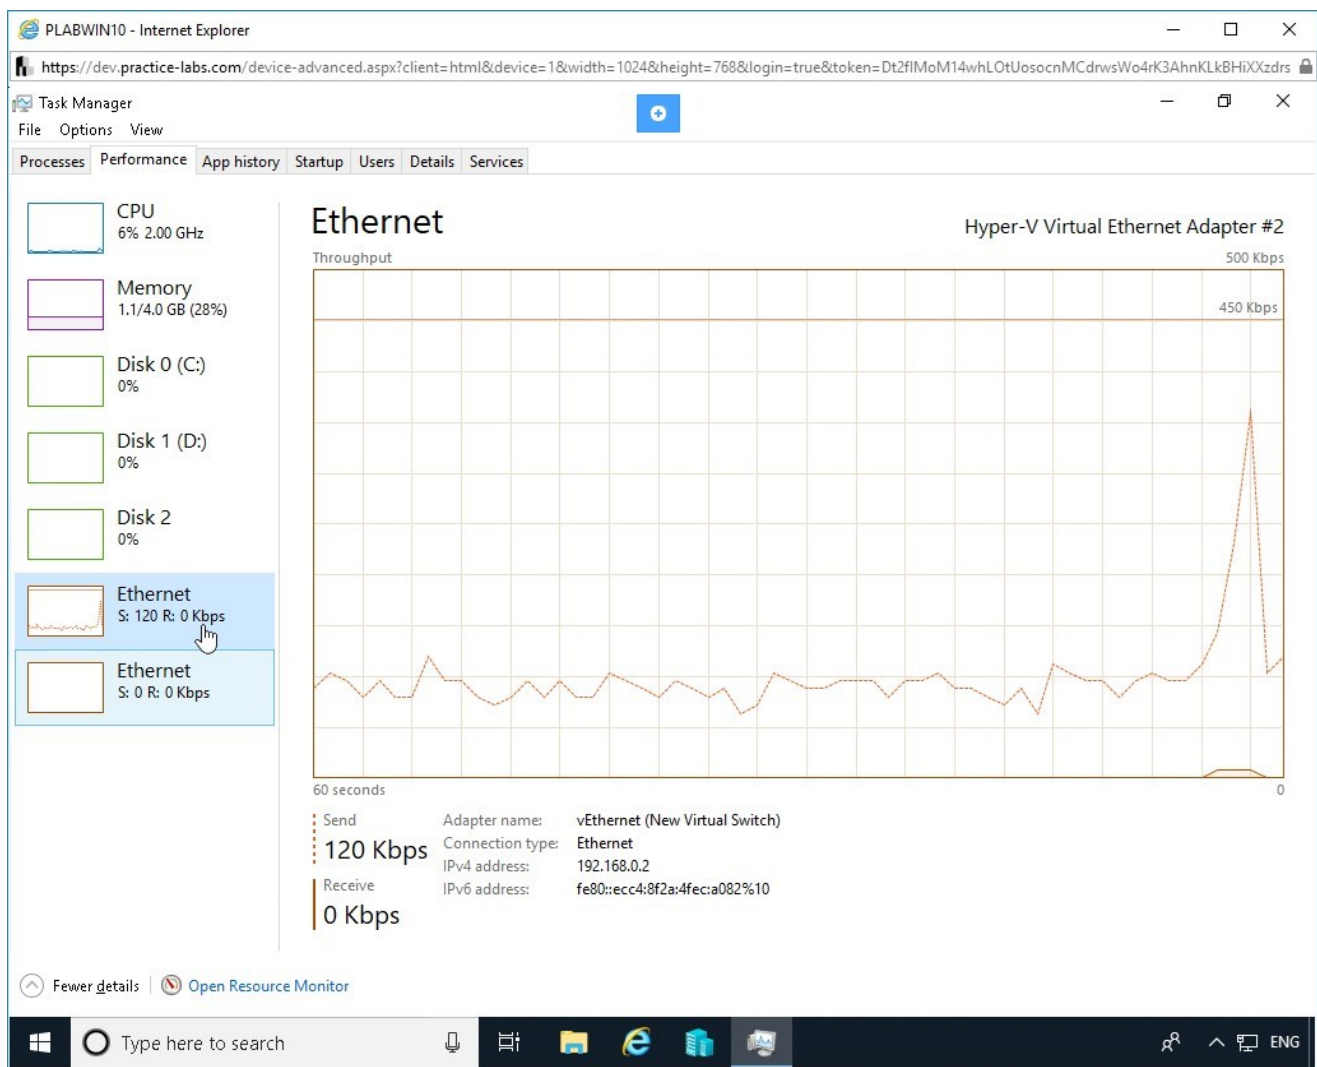 PLABWIN10 - Internet Explorer
https://dev.practice-labs.com/device-advanced.aspx?client=html&device=1&width=1024&height=768&login=true&token=Dt2fIMoM14whLOtUosocnMCdrwsWo4rK3AhnKLkBHiXXzdrs
Task Manager
File Options View
Processes Performance App history Startup Users Details Services
CPU
6% 2.00 GHz
Memory
1.1/4.0 GB (28%)
Disk 0 (C:)
0%
Disk 1 (D:)
0%
Disk 2
0%
Ethernet
S: 120 R: 0 Kbps
Ethernet
S: 0 R: 0 Kbps
Ethernet
Hyper-V Virtual Ethernet Adapter #2
Throughput
500 Kbps
450 Kbps
60 seconds
0
Send
120 Kbps
Receive
0 Kbps
Adapter name: vEthernet (New Virtual Switch)
Connection type: Ethernet
IPv4 address: 192.168.0.2
IPv6 address: fe80::ecc4:8f2a:4fec:a082%10
Fewer details
Open Resource Monitor
Type here to search
ENG